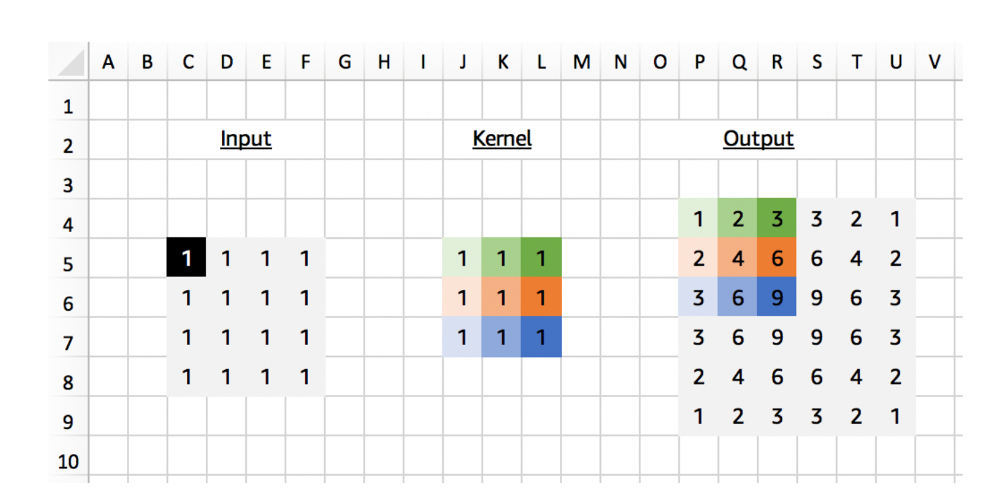 A B C D E F G H I J K L M N O P Q R S T U V
1
2 Input Kernel Output
3
4 1 2 3 3 2 1
5 1 1 1 1 1 1 1 2 4 6 6 4 2
6 1 1 1 1 1 1 1 3 6 9 9 6 3
7 1 1 1 1 1 1 1 3 6 9 9 6 3
8 1 1 1 1 2 4 6 6 4 2
9 1 2 3 3 2 1
10